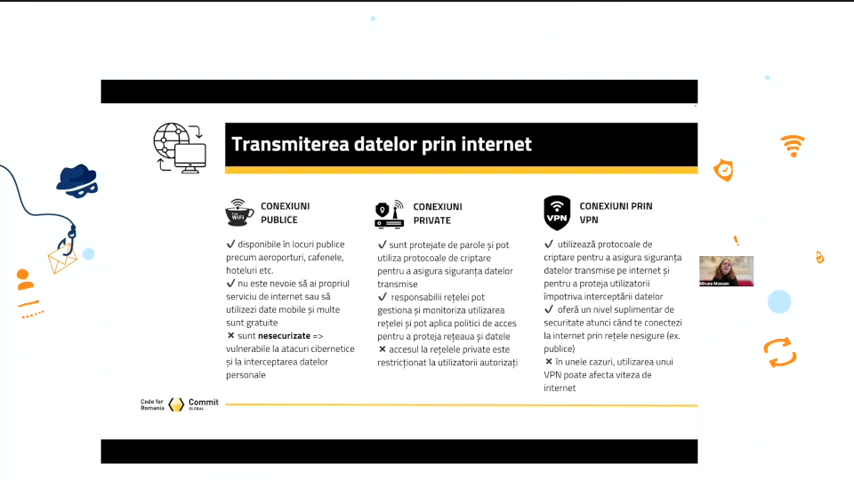 Transmiterea datelor prin internet
CONEXIUNI
PUBLICE
✓ disponibile în locuri publice
precum aeroporturi, cafenele,
hoteluri etc.
✓ nu este nevoie să ai propriul
serviciu de internet sau să
utilizezi date mobile și multe
sunt gratuite
✕ sunt nesecurizate =>
vulnerabile la atacuri cibernetice
și la interceptarea datelor
personale
CONEXIUNI
PRIVATE
✓ sunt protejate de parole și pot
utiliza protocoale de criptare
pentru a asigura siguranța datelor
transmise
✓ responsabilii rețelei pot
gestiona și monitoriza utilizarea
rețelei și pot aplica politici de acces
pentru a proteja rețeaua și datele
✕ accesul la rețelele private este
restricționat la utilizatorii autorizați
VPN
CONEXIUNI PRIN
VPN
✓ utilizează protocoale de
criptare pentru a asigura siguranța
datelor transmise pe internet și
pentru a proteja utilizatorii
împotriva interceptării datelor
✓ oferă un nivel suplimentar de
securitate atunci când te conectezi
la internet prin rețele nesigure (ex.
publice)
✕ în unele cazuri, utilizarea unui
VPN poate afecta viteza de
internet
WiFi
Code for
Romania
Commit
GLOBAL